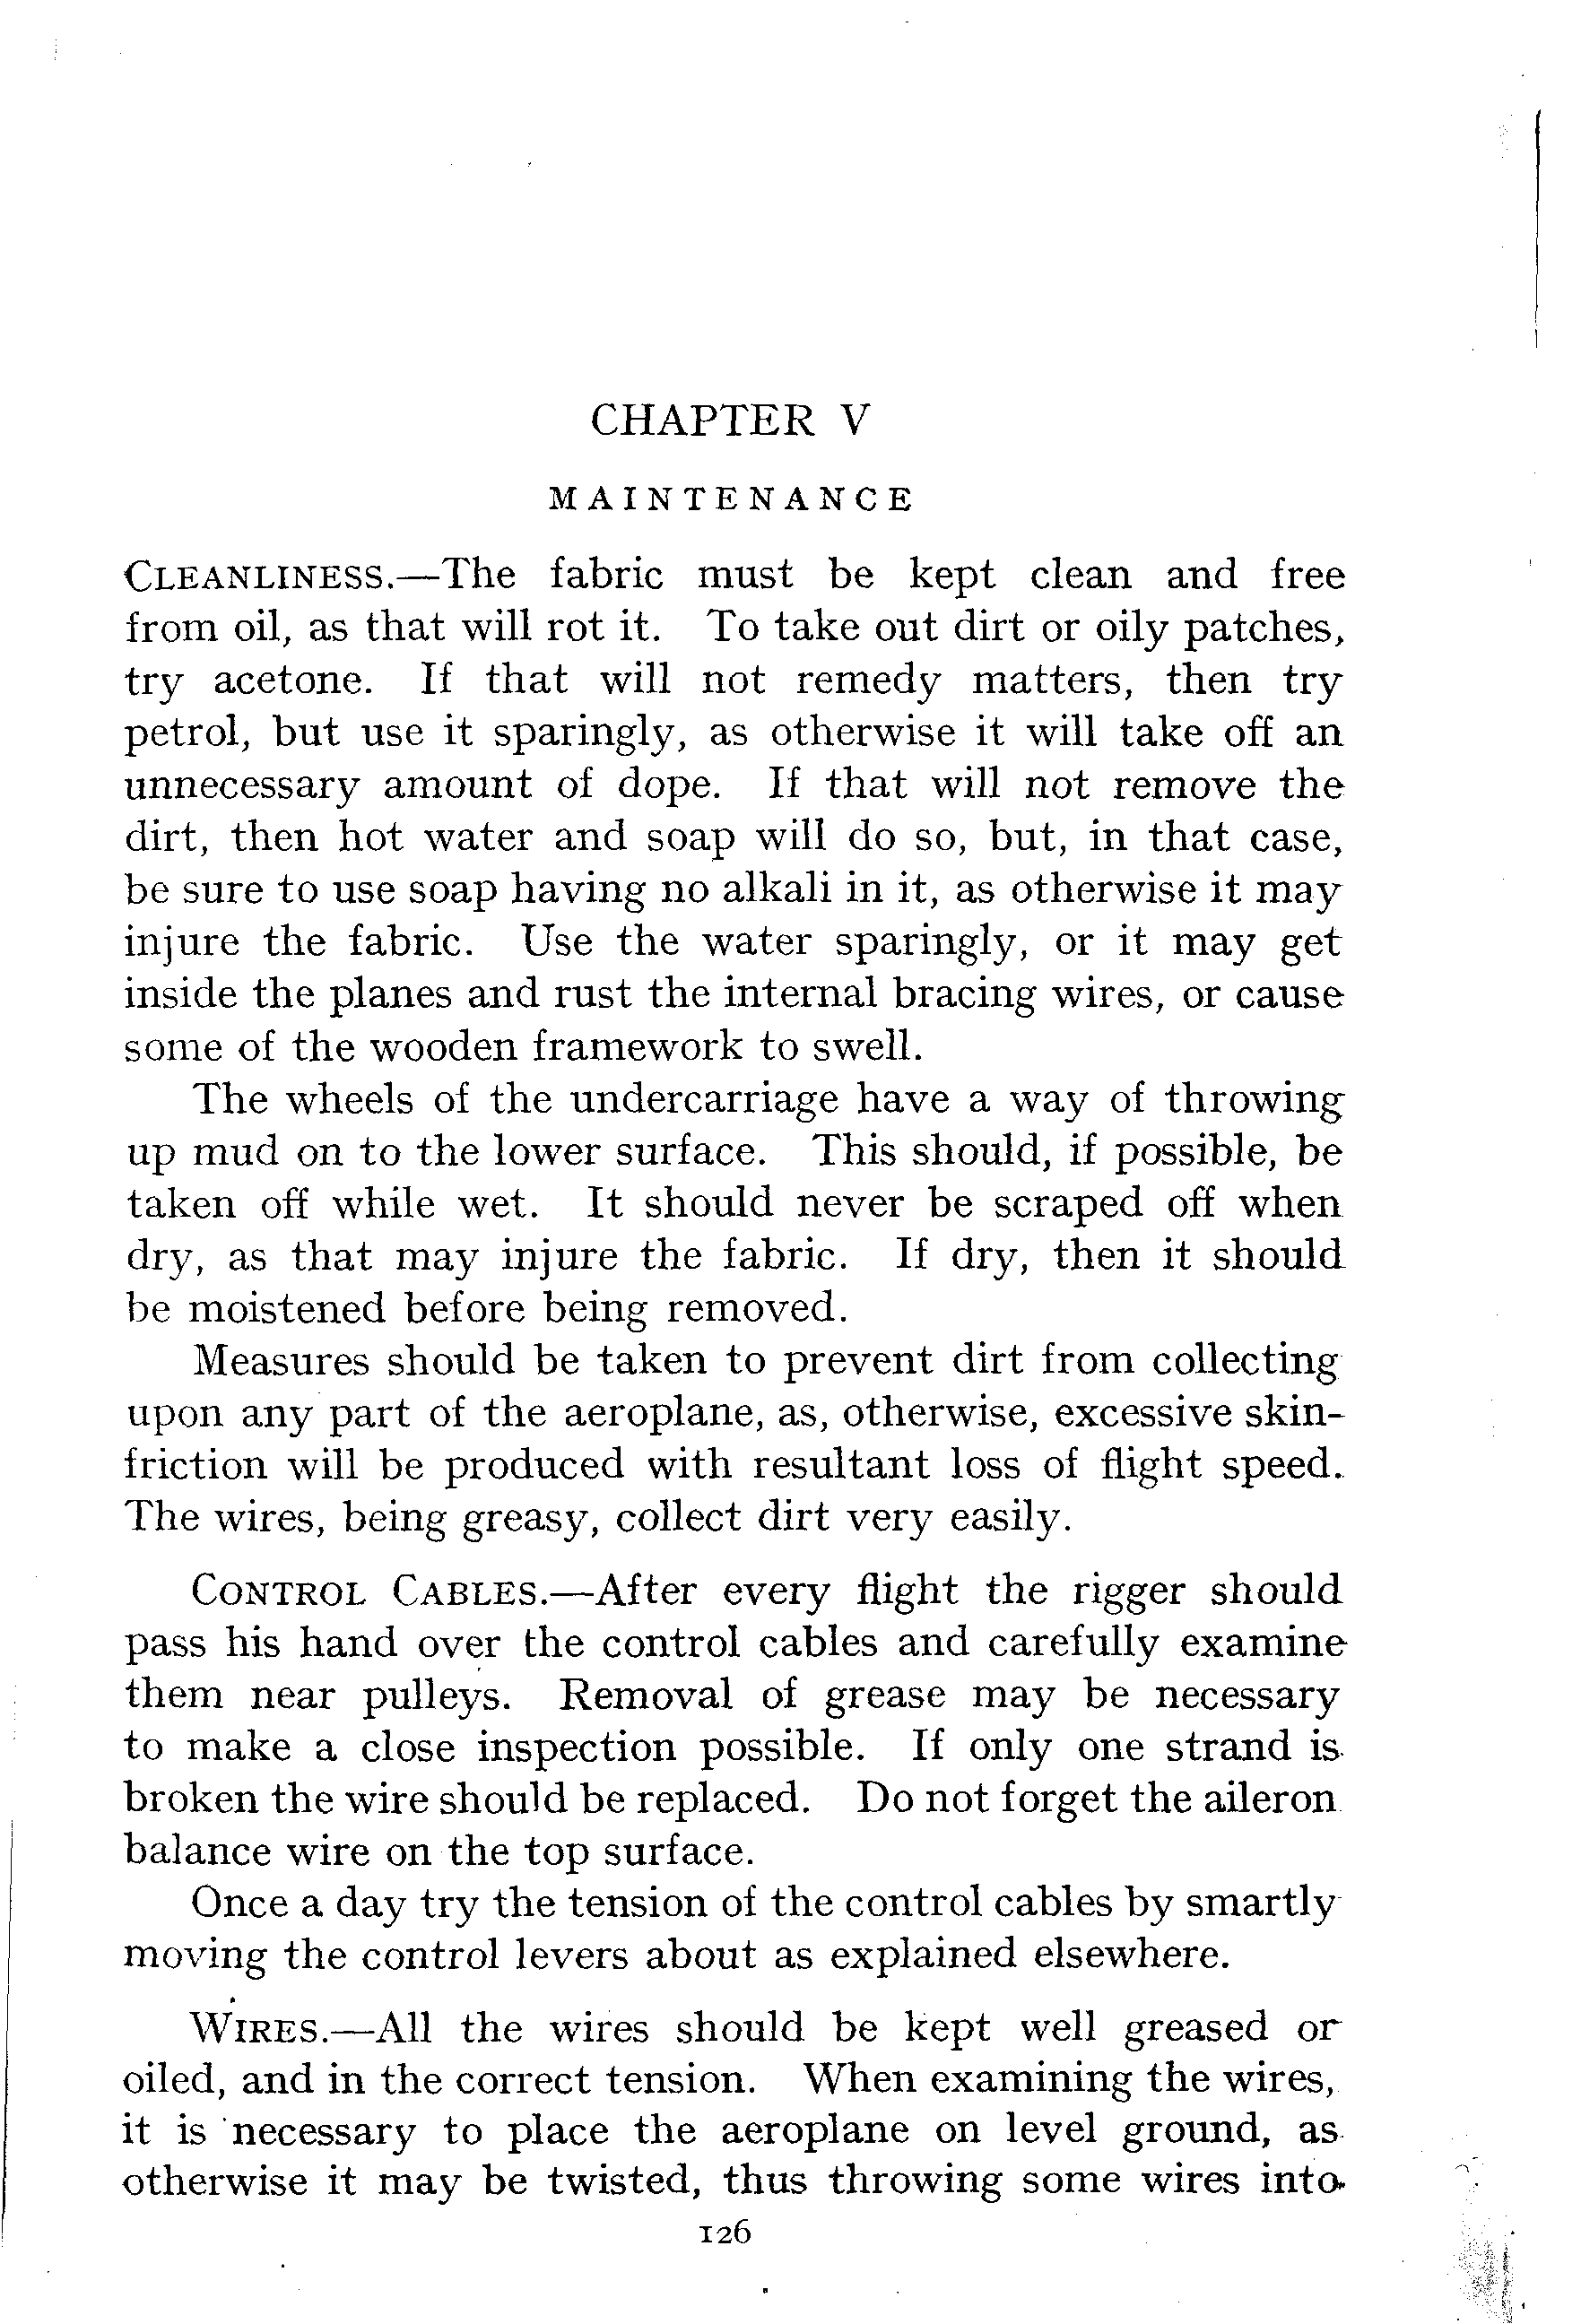 CHAPTER V
MAINTENANCE
CLEANLINESS.—The fabric must be kept clean and free
from oil, as that will rot it. To take out dirt or oily patches,
try acetone. If that will not remedy matters, then try
petrol, but use it sparingly, as otherwise it will take off an
unnecessary amount of dope. If that will not remove the
dirt, then hot water and soap will do so, but, in that case,
be sure to use soap having no alkali in it, as otherwise it may
injure the fabric. Use the water sparingly, or it may get
inside the planes and rust the internal bracing wires, or cause
some of the wooden framework to swell.
The wheels of the undercarriage have a way of throwing
up mud on to the lower surface. This should, if possible, be
taken off while wet. It should never be scraped off when
dry, as that may injure the fabric. If dry, then it should
be moistened before being removed.
Measures should be taken to prevent dirt from collecting
upon any part of the aeroplane, as, otherwise, excessive skin-
friction will be produced with resultant loss of flight speed.
The wires, being greasy, collect dirt very easily.
CONTROL CABLES.—After every flight the rigger should
pass his hand over the control cables and carefully examine
them near pulleys. Removal of grease may be necessary
to make a close inspection possible. If only one strand is
broken the wire should be replaced. Do not forget the aileron
balance wire on the top surface.
Once a day try the tension of the control cables by smartly
moving the control levers about as explained elsewhere.
WIRES.—All the wires should be kept well greased or
oiled, and in the correct tension. When examining the wires,
it is necessary to place the aeroplane on level ground, as
otherwise it may be twisted, thus throwing some wires into
126